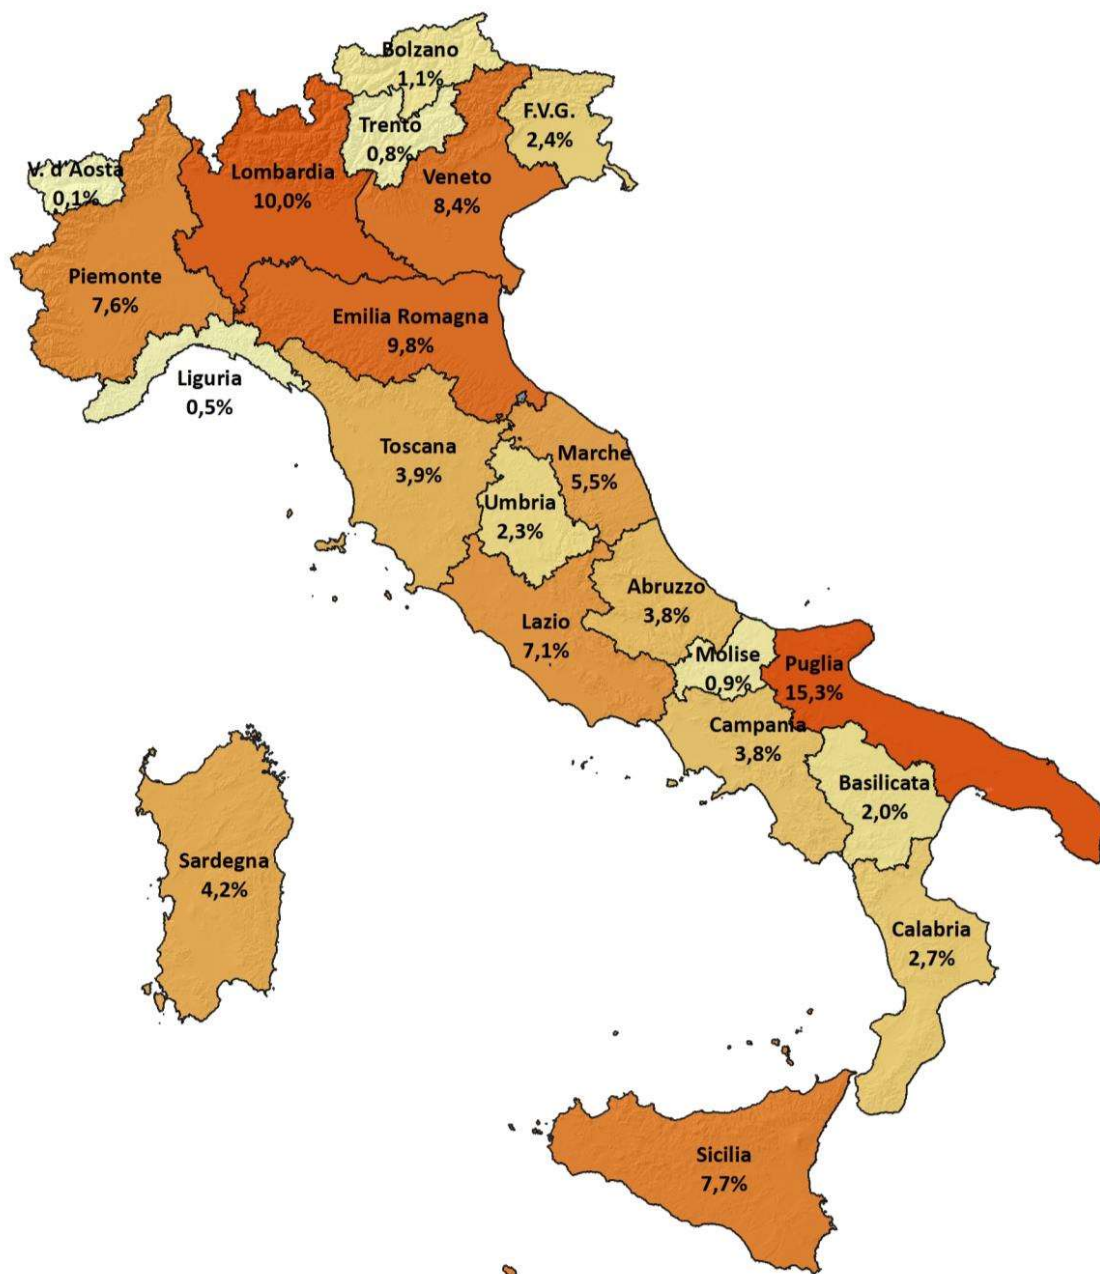 Bolzano
1,1%
Trento
0,8%
F.V.G.
2,4%
V. d'Aosta
0,1%
Lombardia
10,0%
Veneto
8,4%
Piemonte
7,6%
Emilia Romagna
9,8%
Liguria
0,5%
Toscana
3,9%
Marche
5,5%
Umbria
2,3%
Abruzzo
3,8%
Lazio
7,1%
Molise
0,9%
Puglia
15,3%
Campania
3,8%
Basilicata
2,0%
Sardegna
4,2%
Calabria
2,7%
Sicilia
7,7%